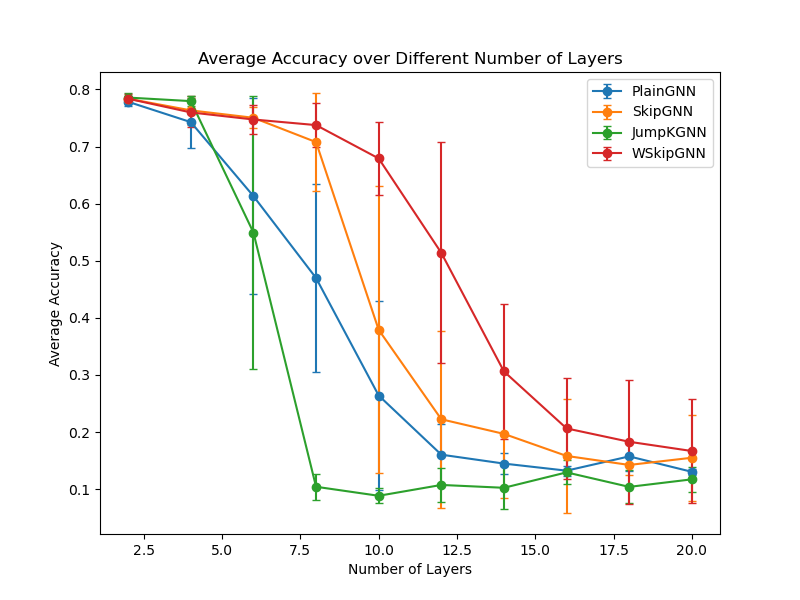 Average Accuracy over Different Number of Layers
PlainGNN
SkipGNN
JumpKGNN
WSkipGNN
Average Accuracy
0.8
0.7
0.6
0.5
0.4
0.3
0.2
0.1
2.5 5.0 7.5 10.0 12.5 15.0 17.5 20.0
Number of Layers